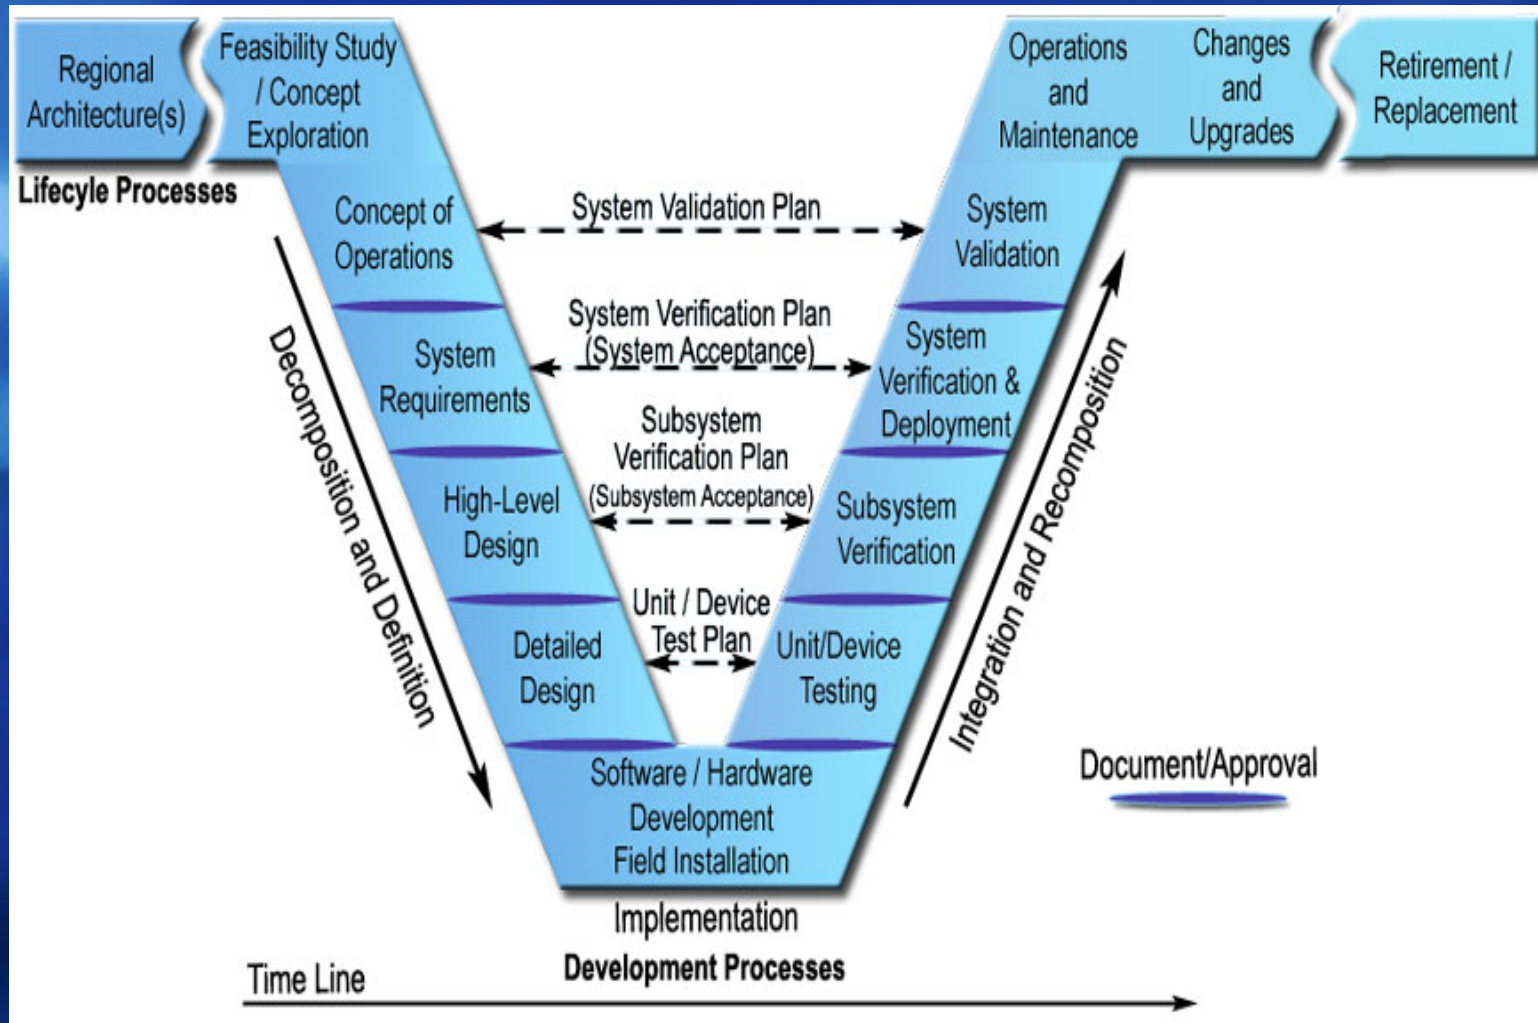 Regional
Architecture(s)
Feasibility Study
/ Concept
Exploration
Operations
and
Maintenance
Changes
and
Upgrades
Retirement /
Replacement
Lifecyle Processes
Concept of
Operations
System Validation Plan
System
Validation
System
Requirements
System Verification Plan
(System Acceptance)
System
Verification &
Deployment
High-Level
Design
Subsystem
Verification Plan
(Subsystem Acceptance)
Subsystem
Verification
Detailed
Design
Unit / Device
Test Plan
Unit/Device
Testing
Decomposition and Definition
Integration and Recomposition
Software / Hardware
Development
Field Installation
Document/Approval
Implementation
Development Processes
Time Line